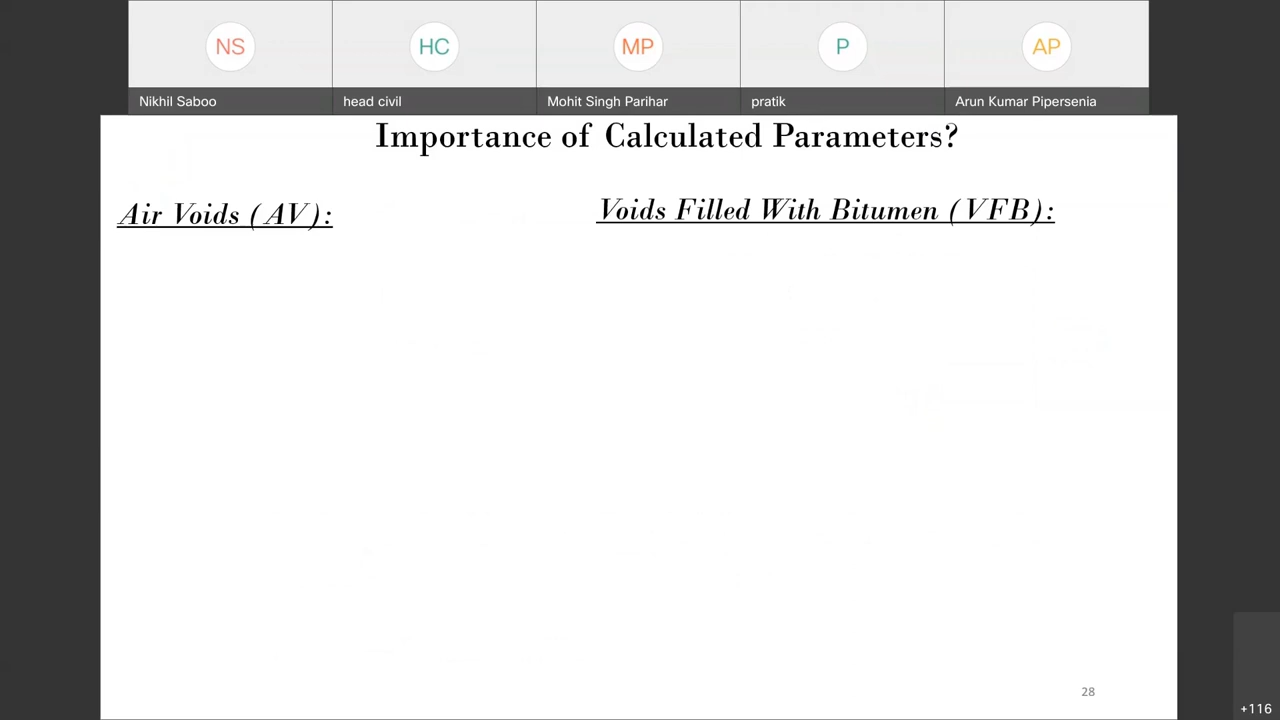 NS
HC
MP
P
AP
Nikhil Saboo
head civil
Mohit Singh Parihar
pratik
Arun Kumar Pipersenia
Importance of Calculated Parameters?
Air Voids (AV):
Voids Filled With Bitumen (VFB):
28
+116